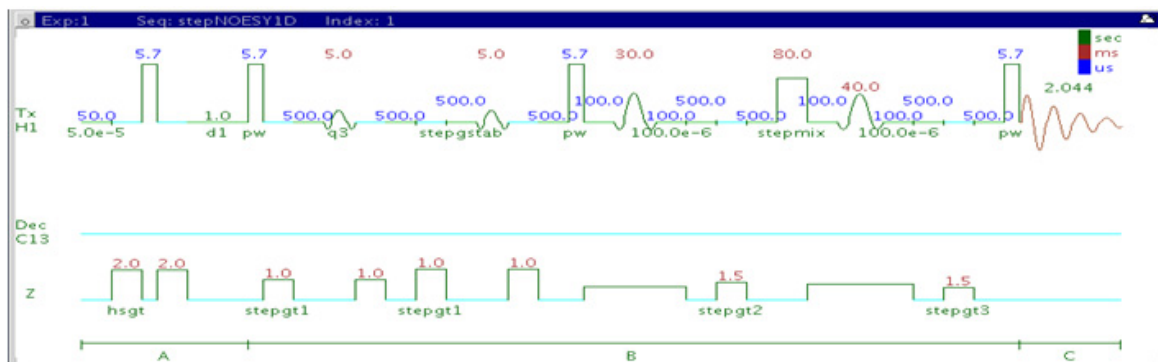 Exp:1 Seq: stepNOESY1D Index: 1
sec
ms
us
5.7 5.7 5.0 5.0 5.7 30.0 80.0 5.7
40.0 2.044
Tx
H1
50.0 1.0 500.0 500.0 500.0 500.0 100.0 500.0 100.0 500.0 100.0 500.0 100.0 500.0
5.0e-5 d1 pw q3 stepgstab pw 100.0e-6 stepmix 100.0e-6 pw
Dec
C13
2.0 2.0 1.0 1.0 1.0 1.0 1.5 1.5
Z
hsgt stepgt1 stepgt1 stepgt2 stepgt3
A B C